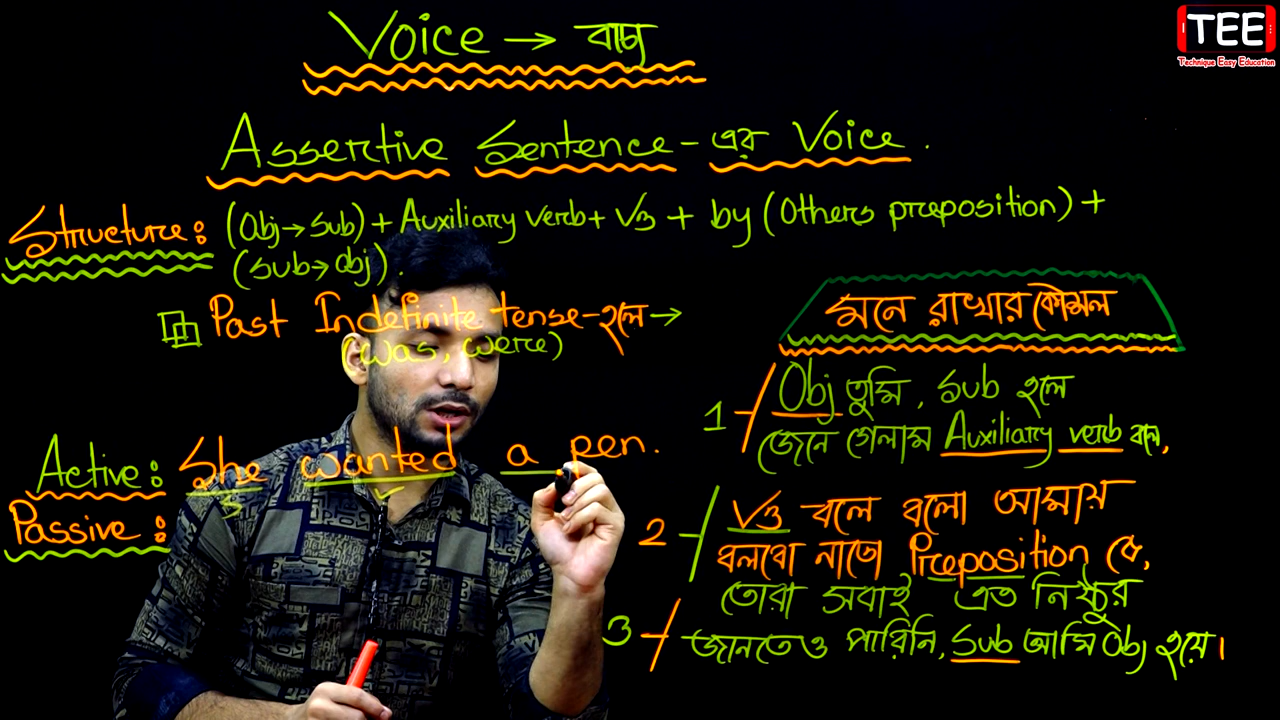 Voice → বাচ্য
TEE
Technique Easy Education
Assertive Sentence-এর Voice.
Structure: (Obj→Sub) + Auxiliary verb + V3 + by (Others preposition) +
(Sub→Obj).
Past Indefinite tense-হলে→
(was, were)
মনে রাখার কৌশল
1 Obj তুমি, Sub হলে
জেনে গেলাম Auxiliary verb বলে,
Active: She wanted a pen.
S V
Passive:
2 V3 বলে বলো আমায়
বলবো নাতো Preposition কে,
তোরা সবাই এত নিষ্ঠুর
3 জানতেও পারিনি, Sub আমি Obj হয়ে।